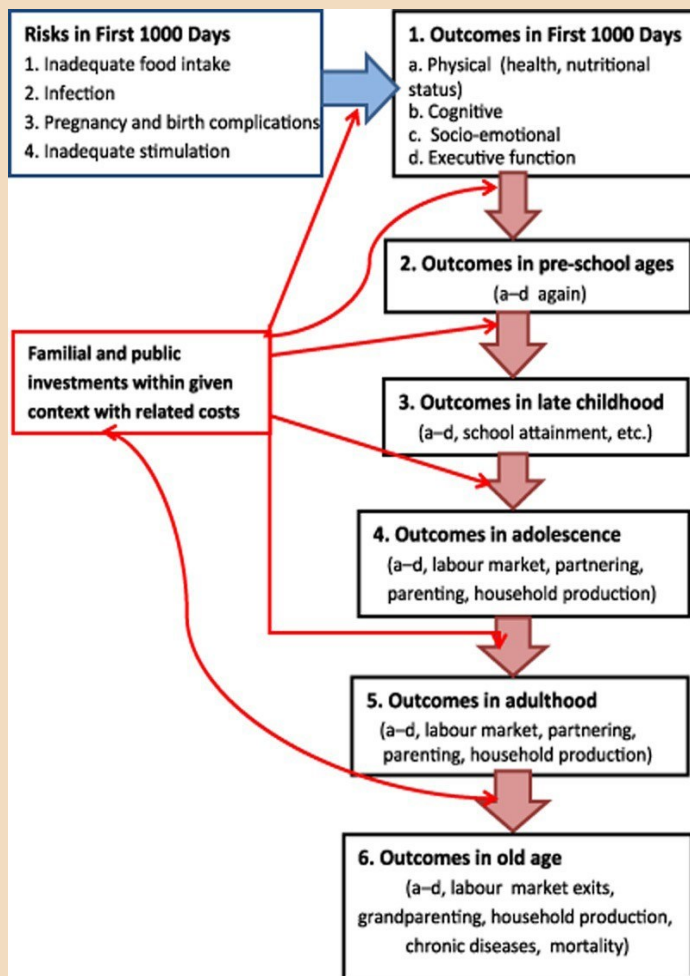 Risks in First 1000 Days
1. Inadequate food intake
2. Infection
3. Pregnancy and birth complications
4. Inadequate stimulation
1. Outcomes in First 1000 Days
a. Physical (health, nutritional
status)
b. Cognitive
c. Socio-emotional
d. Executive function
2. Outcomes in pre-school ages
(a–d again)
Familial and public
investments within given
context with related costs
3. Outcomes in late childhood
(a–d, school attainment, etc.)
4. Outcomes in adolescence
(a–d, labour market, partnering,
parenting, household production)
5. Outcomes in adulthood
(a–d, labour market, partnering,
parenting, household production)
6. Outcomes in old age
(a–d, labour market exits,
grandparenting, household production,
chronic diseases, mortality)